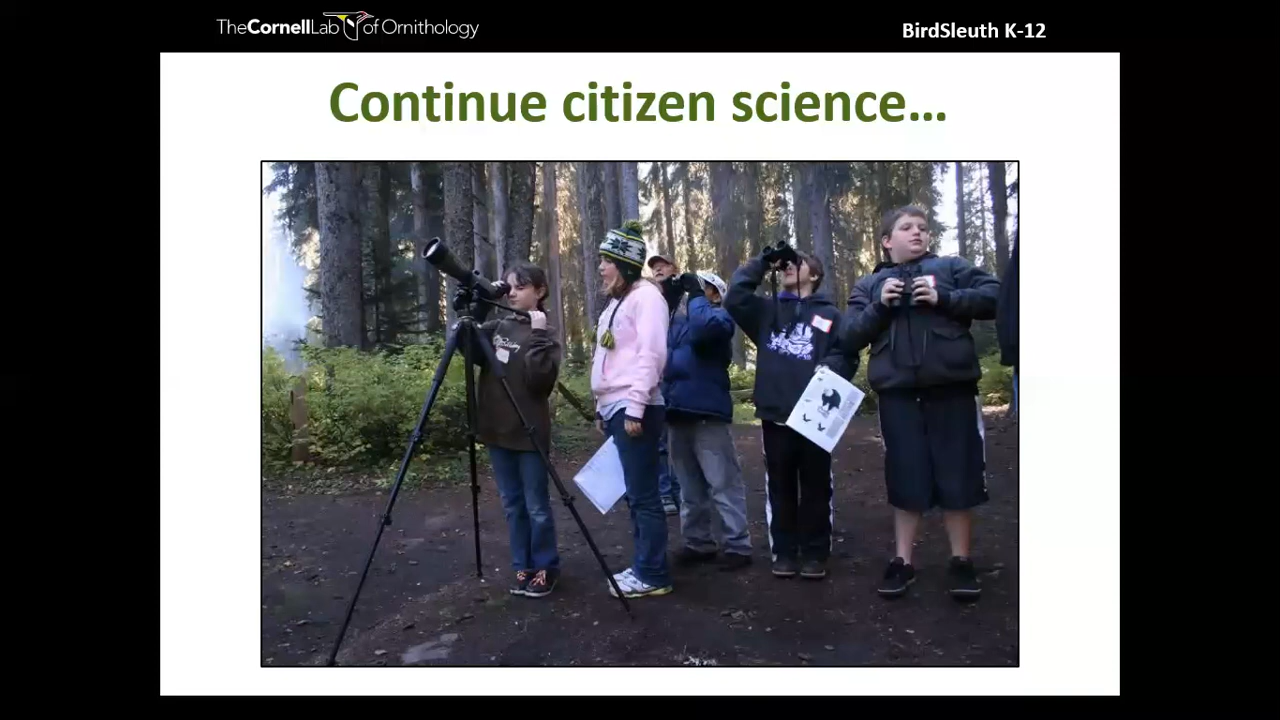 TheCornellLab of Ornithology
BirdSleuth K-12
Continue citizen science...